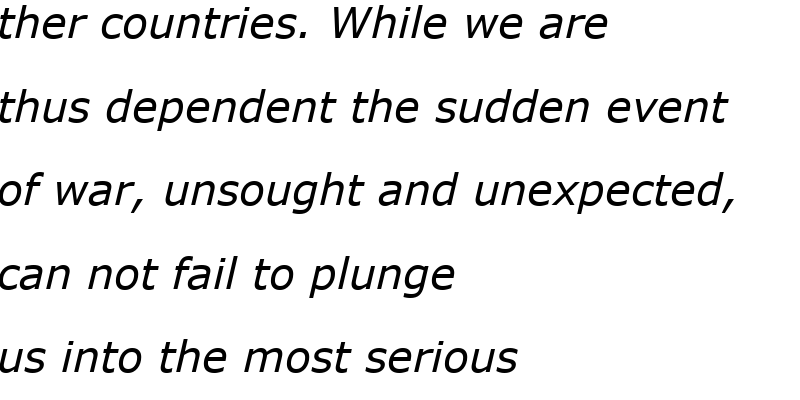 ther countries. While we are
thus dependent the sudden event
of war, unsought and unexpected,
can not fail to plunge
us into the most serious